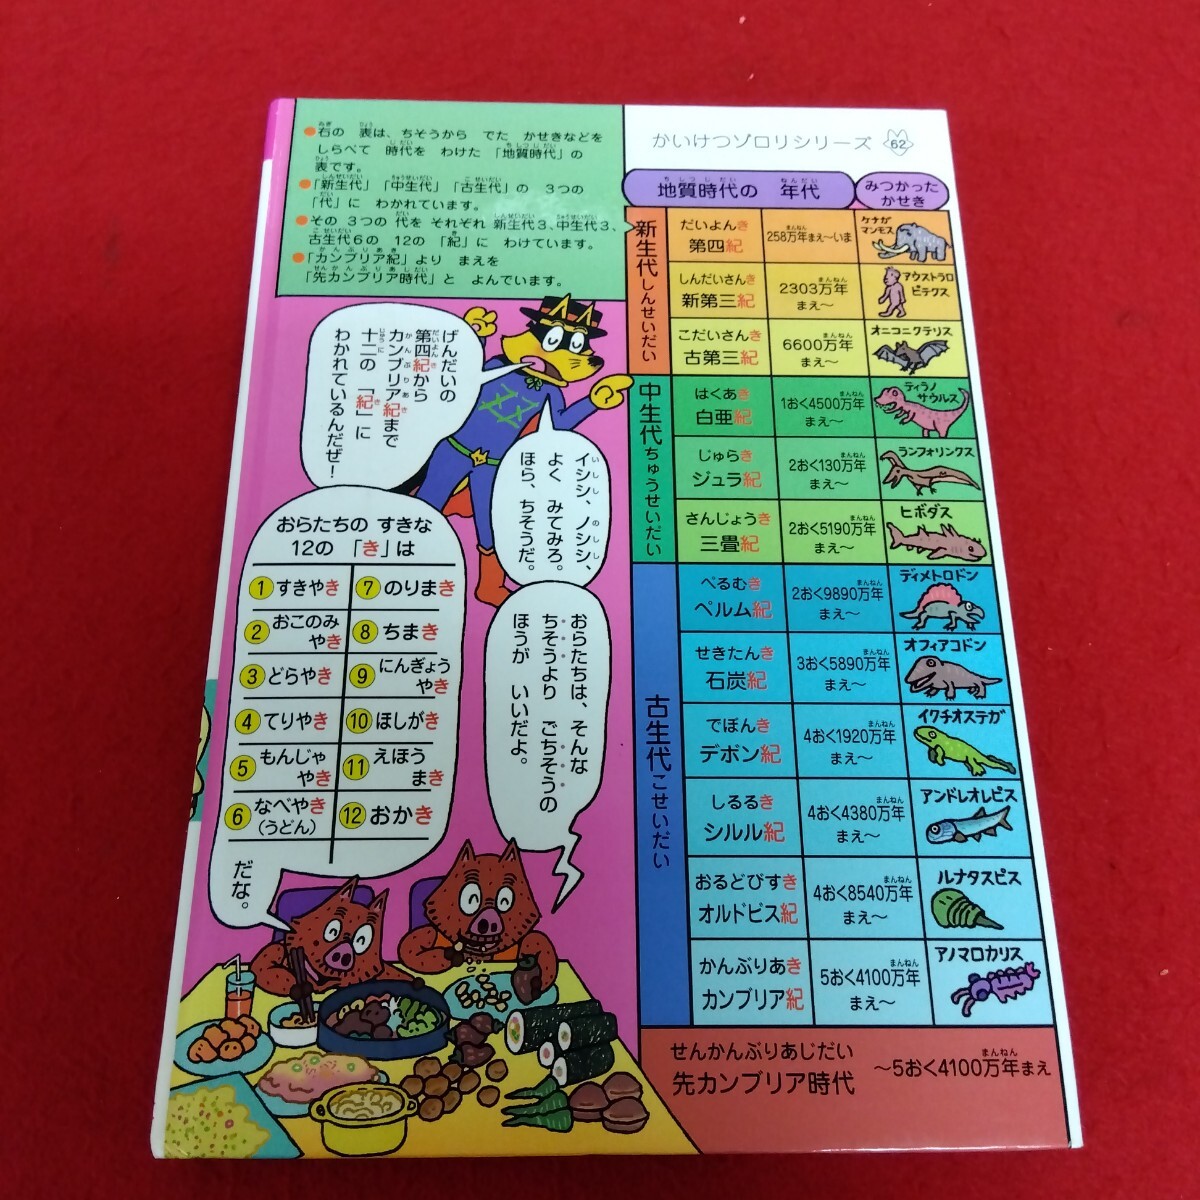 ●右の 表は、ちそうから でた かせきなどを
しらべて 時代を わけた 「地質時代」の
表です。
●「新生代」「中生代」「古生代」の 3つの
「代」に わかれています。
●その 3つの 代を それぞれ 新生代3、中生代3、
古生代6の 12の 「紀」に わけています。
●「カンブリア紀」より まえを
「先カンブリア時代」と よんでいます。
かいけつゾロリシリーズ 62
地質時代の 年代
みつかった
かせき
新生代 しんせいだい
だいよんき
第四紀
258万年まえ〜いま
ケナガ
マンモス
しんだいさんき
新第三紀
2303万年
まえ〜
アウストラロ
ピテクス
こだいさんき
古第三紀
6600万年
まえ〜
オニコニクテリス
中生代 ちゅうせいだい
はくあき
白亜紀
1おく4500万年
まえ〜
ティラノ
サウルス
じゅらき
ジュラ紀
2おく130万年
まえ〜
ランフォリンクス
さんじょうき
三畳紀
2おく5190万年
まえ〜
ヒボダス
古生代 こせいだい
ぺるむき
ペルム紀
2おく9890万年
まえ〜
ディメトロドン
せきたんき
石炭紀
3おく5890万年
まえ〜
オフィアコドン
でぼんき
デボン紀
4おく1920万年
まえ〜
イクチオステガ
しるるき
シルル紀
4おく4380万年
まえ〜
アンドレオレピス
おるどびすき
オルドビス紀
4おく8540万年
まえ〜
ルナタスピス
かんぶりあき
カンブリア紀
5おく4100万年
まえ〜
アノマロカリス
せんかんぶりあじだい
先カンブリア時代
〜5おく4100万年まえ
げんだいの
第四紀から
カンブリア紀まで
十二の 「紀」に
わかれているんだぜ!
イシシ、ノシシ、
よく みてみろ。
ほら、ちそうだ。
おらたちは、そんな
ちそうより ごちそうの
ほうが いいだよ。
おらたちの すきな
12の 「き」は
1 すきやき
2 おこのみ
やき
3 どらやき
4 てりやき
5 もんじゃ
やき
6 なべやき
(うどん)
7 のりまき
8 ちまき
9 にんぎょう
やき
10 ほしがき
11 えほう
まき
12 おかき
だな。